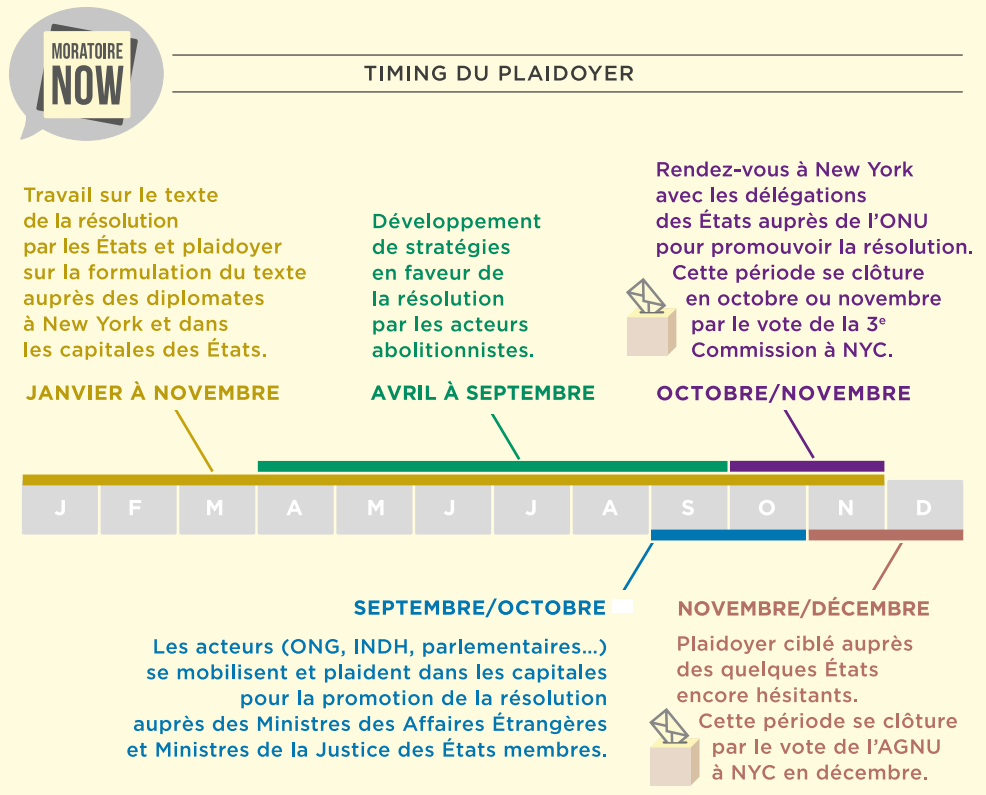 MORATOIRE
NOW
TIMING DU PLAIDOYER
Travail sur le texte
de la résolution
par les États et plaidoyer
sur la formulation du texte
auprès des diplomates
à New York et dans
les capitales des États.
JANVIER À NOVEMBRE
Développement
de stratégies
en faveur de
la résolution
par les acteurs
abolitionnistes.
AVRIL À SEPTEMBRE
Rendez-vous à New York
avec les délégations
des États auprès de l'ONU
pour promouvoir la résolution.
Cette période se clôture
en octobre ou novembre
par le vote de la 3e
Commission à NYC.
OCTOBRE/NOVEMBRE
J F M A M J J A S O N D
SEPTEMBRE/OCTOBRE
Les acteurs (ONG, INDH, parlementaires...)
se mobilisent et plaident dans les capitales
pour la promotion de la résolution
auprès des Ministres des Affaires Étrangères
et Ministres de la Justice des États membres.
NOVEMBRE/DÉCEMBRE
Plaidoyer ciblé auprès
des quelques États
encore hésitants.
Cette période se clôture
par le vote de l'AGNU
à NYC en décembre.